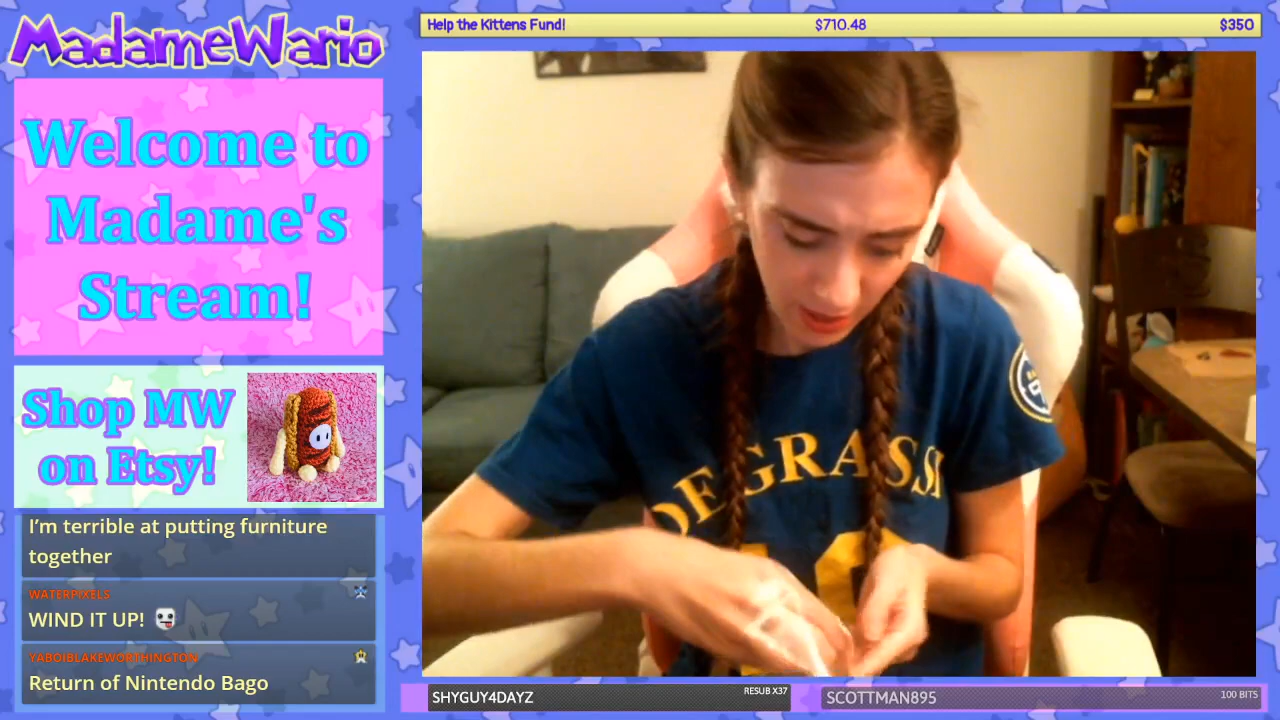 MadameWario
Help the Kittens Fund!
$710.48
$350
Welcome to
Madame's
Stream!
Shop MW
on Etsy!
I'm terrible at putting furniture
together
WATERPIXELS
WIND IT UP!
YABOIBLAKEWORTHINGTON
Return of Nintendo Bago
DEGRASSI
SHYGUY4DAYZ
RESUB X37
SCOTTMAN895
100 BITS